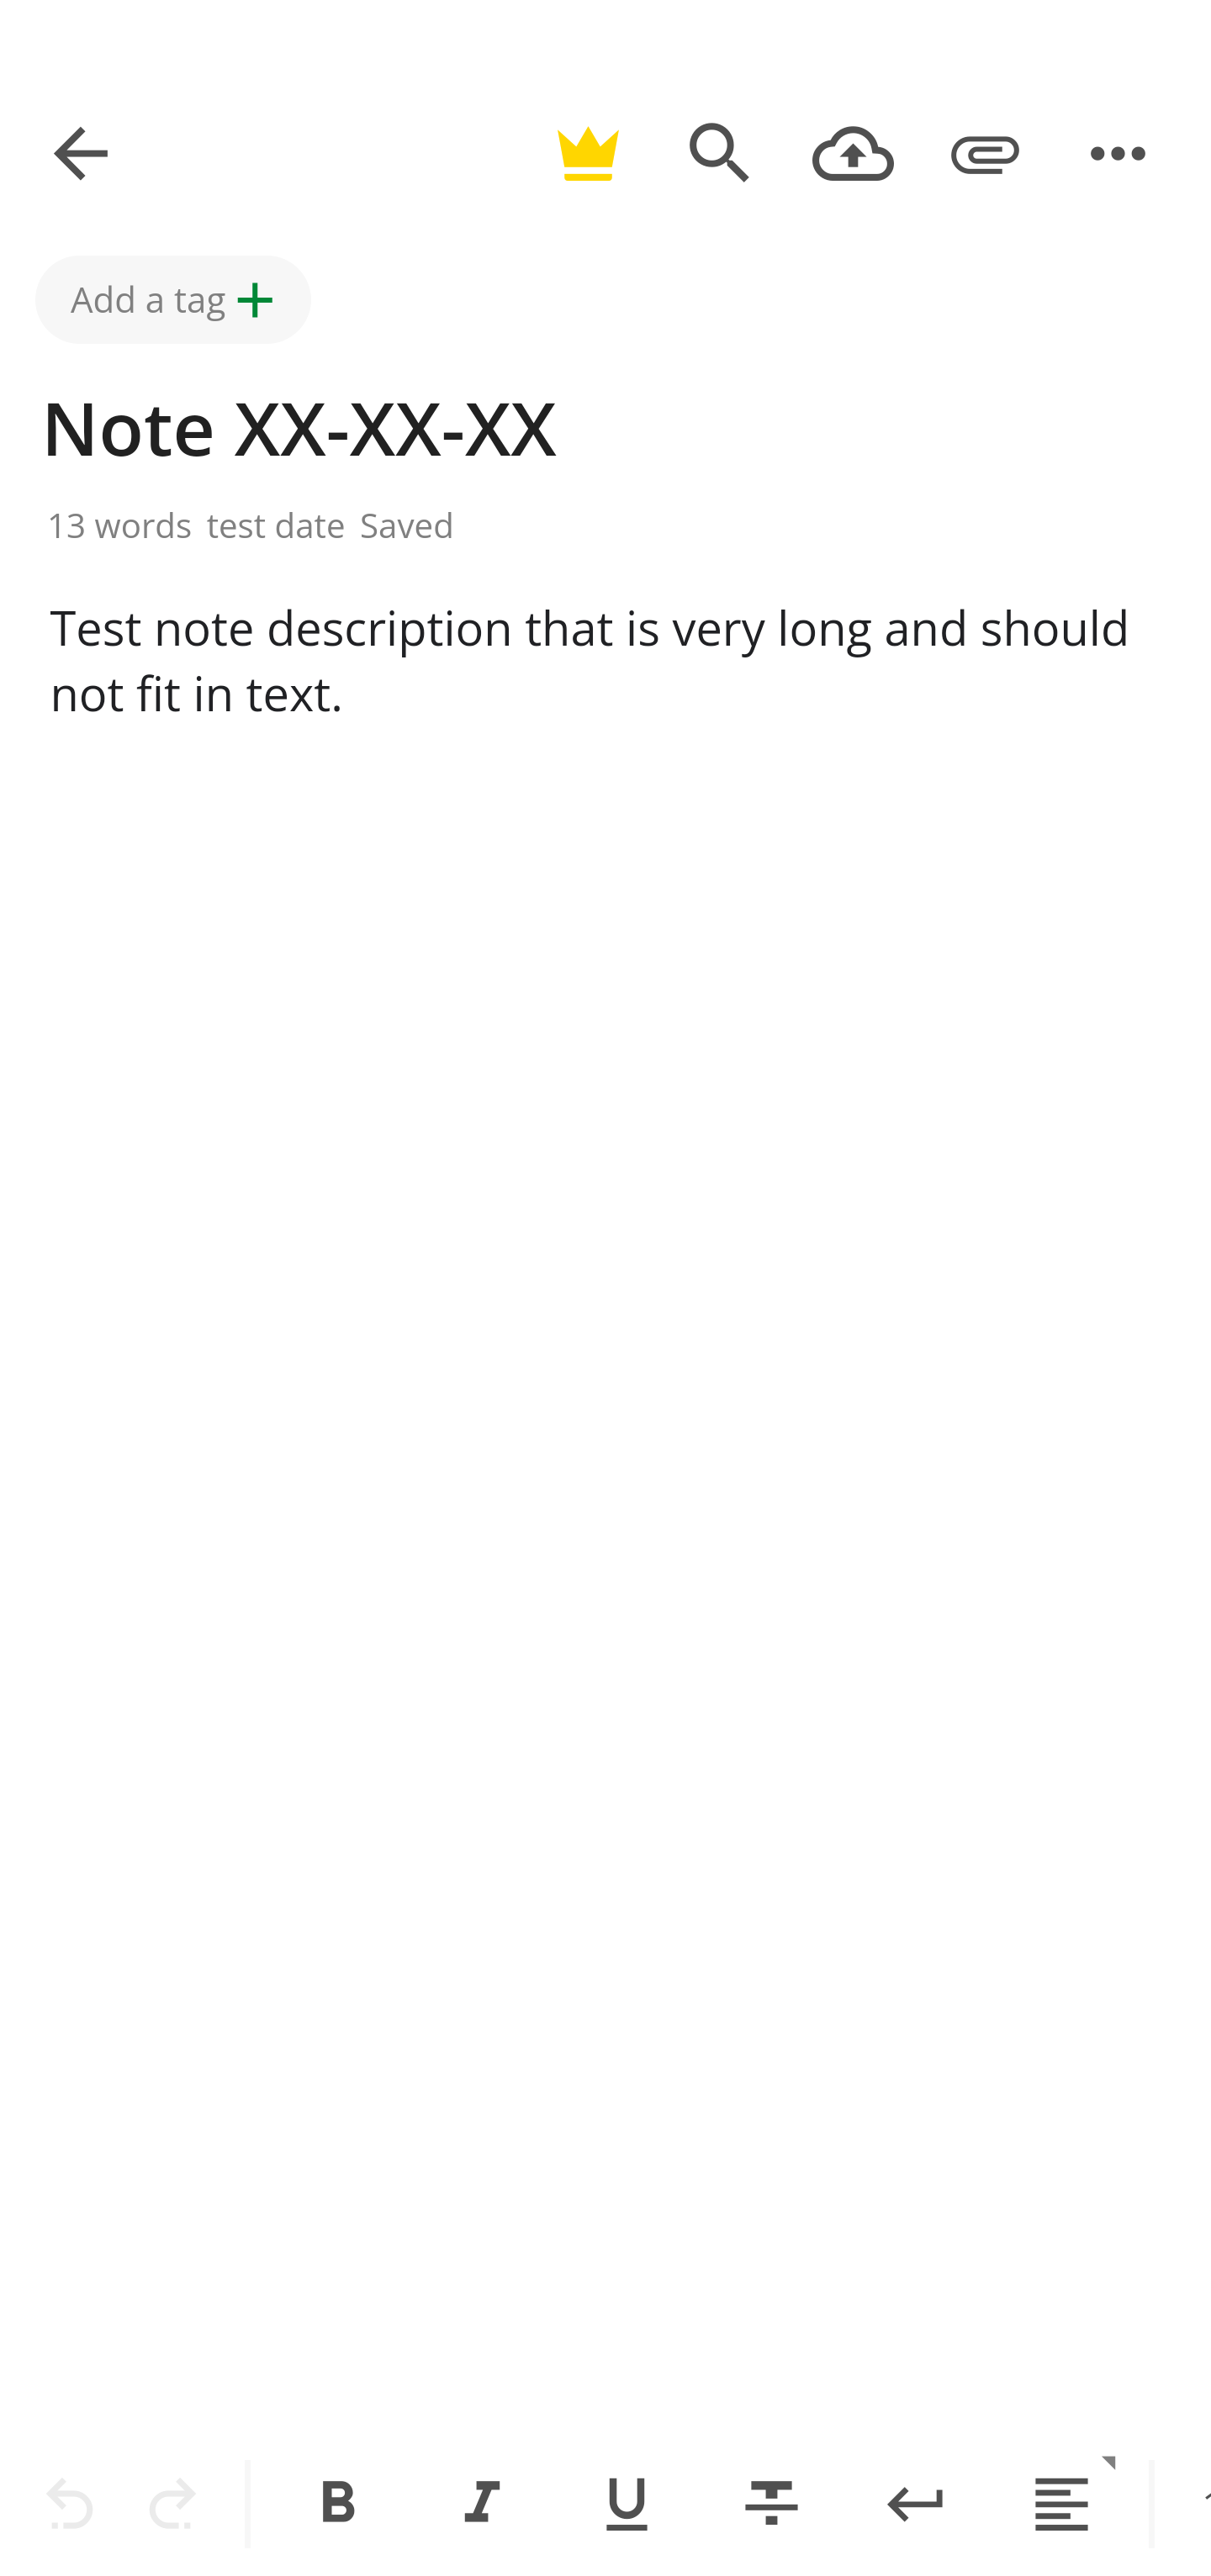 Add a tag
Note XX-XX-XX
13 words test date Saved
Test note description that is very long and should
not fit in text.